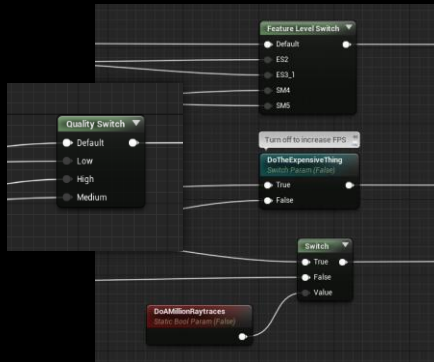 Feature Level Switch
Default
ES2
ES3_1
SM4
SM5
Quality Switch
Default
Low
High
Medium
Turn off to increase FPS
DoTheExpensiveThing
Switch Param (False)
True
False
Switch
True
False
Value
DoAMillionRaytraces
Static Bool Param (False)